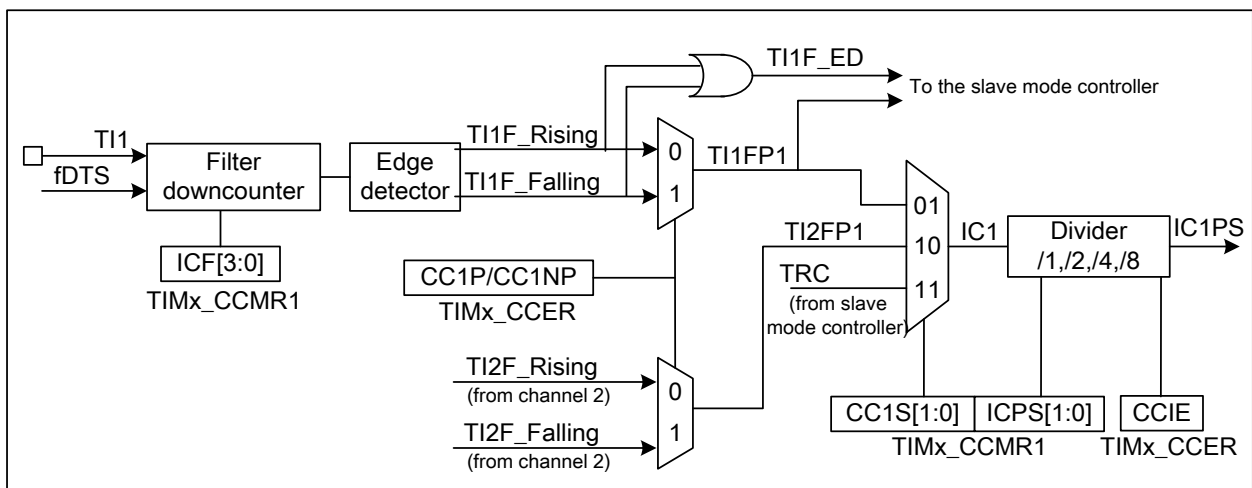 TI1F_ED
To the slave mode controller
TI1
fDTS
Filter
downcounter
Edge
detector
TI1F_Rising
TI1F_Falling
0
1
TI1FP1
ICF[3:0]
TIMx_CCMR1
CC1P/CC1NP
TIMx_CCER
TI2FP1
TRC
(from slave
mode controller)
01
10
11
IC1
Divider
/1,/2,/4,/8
IC1PS
TI2F_Rising
(from channel 2)
TI2F_Falling
(from channel 2)
0
1
CC1S[1:0]
ICPS[1:0]
TIMx_CCMR1
CCIE
TIMx_CCER